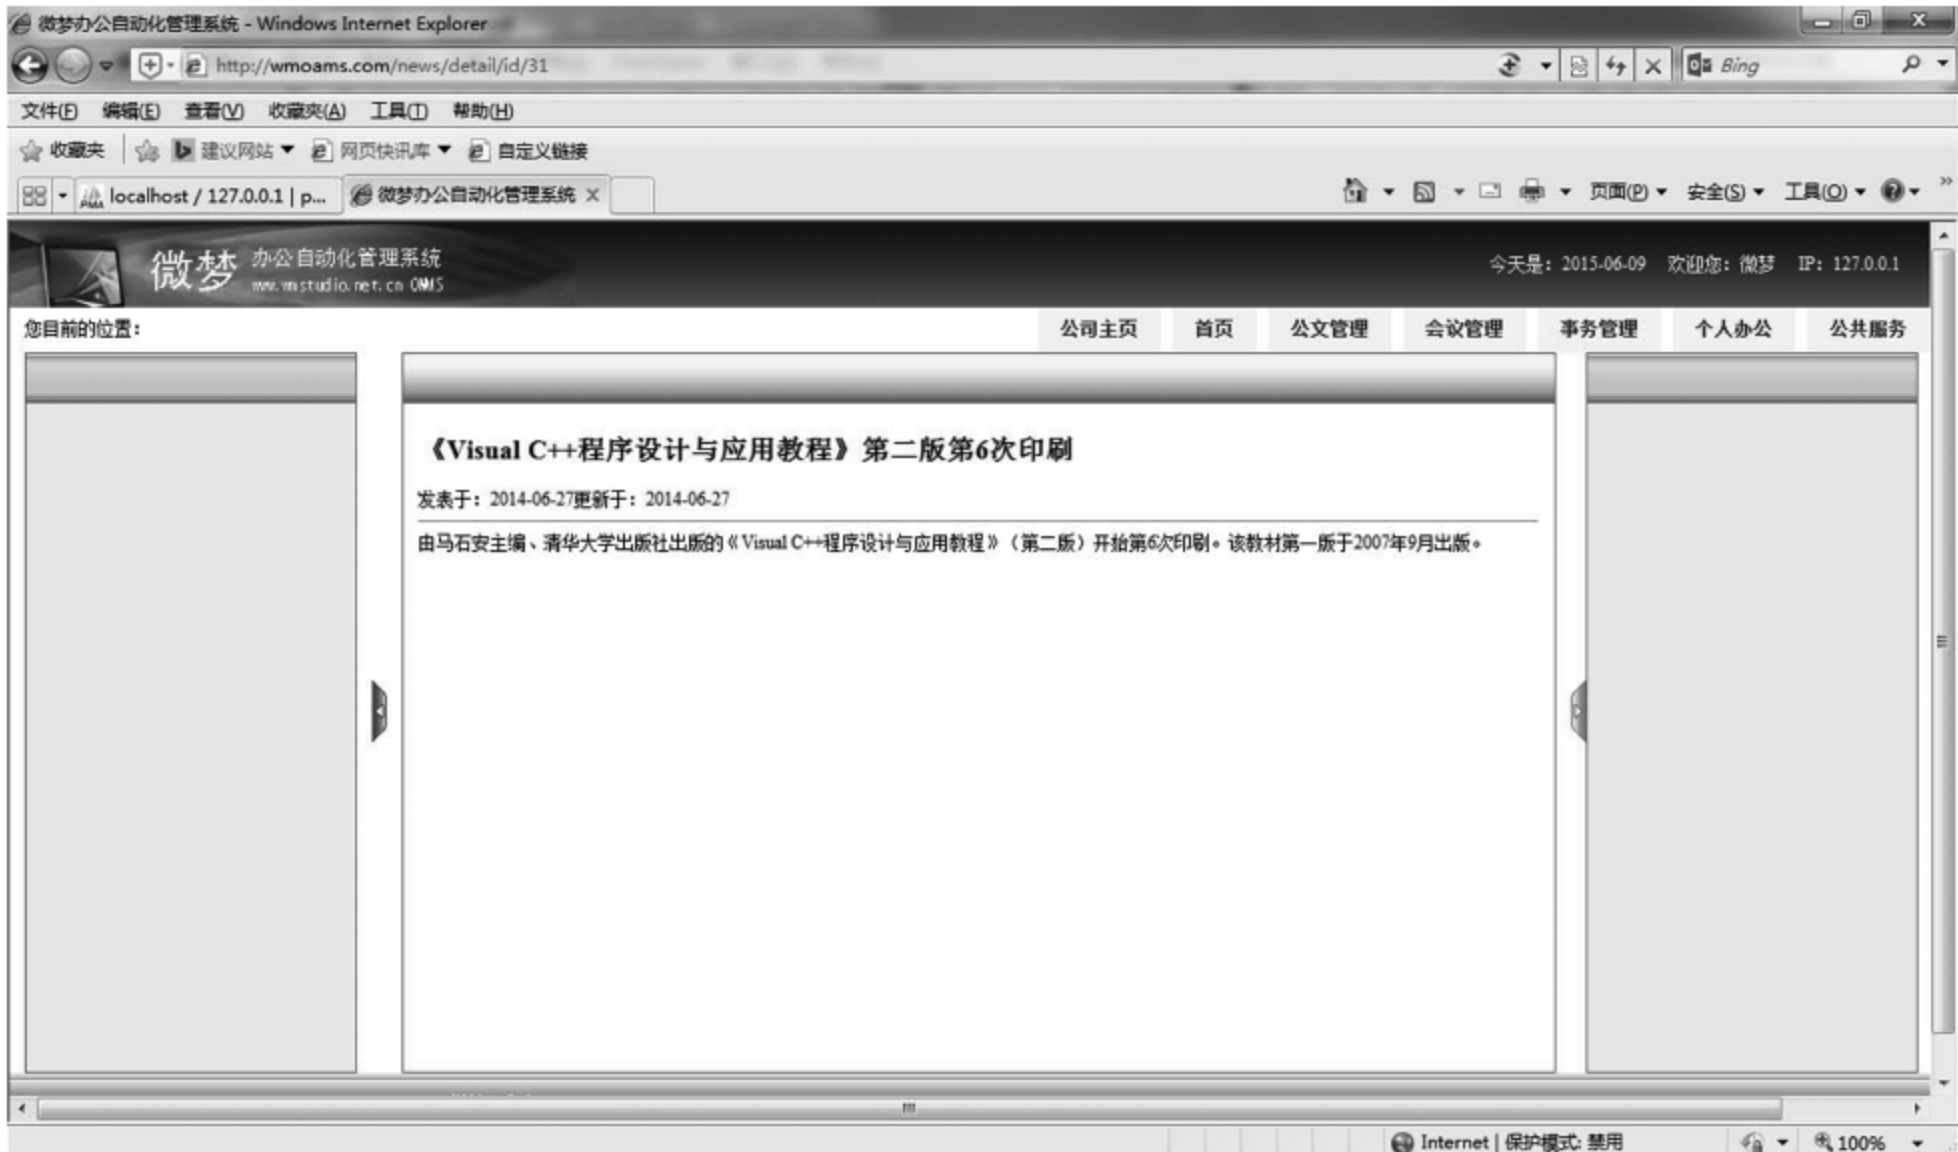 微梦办公自动化管理系统 - Windows Internet Explorer
http://wmoams.com/news/detail/id/31
Bing
文件(F) 编辑(E) 查看(V) 收藏夹(A) 工具(T) 帮助(H)
收藏夹 建议网站 网页快讯库 自定义链接
localhost / 127.0.0.1 | p... 微梦办公自动化管理系统
页面(P) 安全(S) 工具(O)
微梦 办公自动化管理系统
www.wmstudio.net.cn OMIS
今天是：2015-06-09 欢迎您：微梦 IP：127.0.0.1
您目前的位置：
公司主页 首页 公文管理 会议管理 事务管理 个人办公 公共服务
《Visual C++程序设计与应用教程》第二版第6次印刷
发表于：2014-06-27更新于：2014-06-27
由马石安主编、清华大学出版社出版的《Visual C++程序设计与应用教程》（第二版）开始第6次印刷。该教材第一版于2007年9月出版。
Internet | 保护模式: 禁用
100%